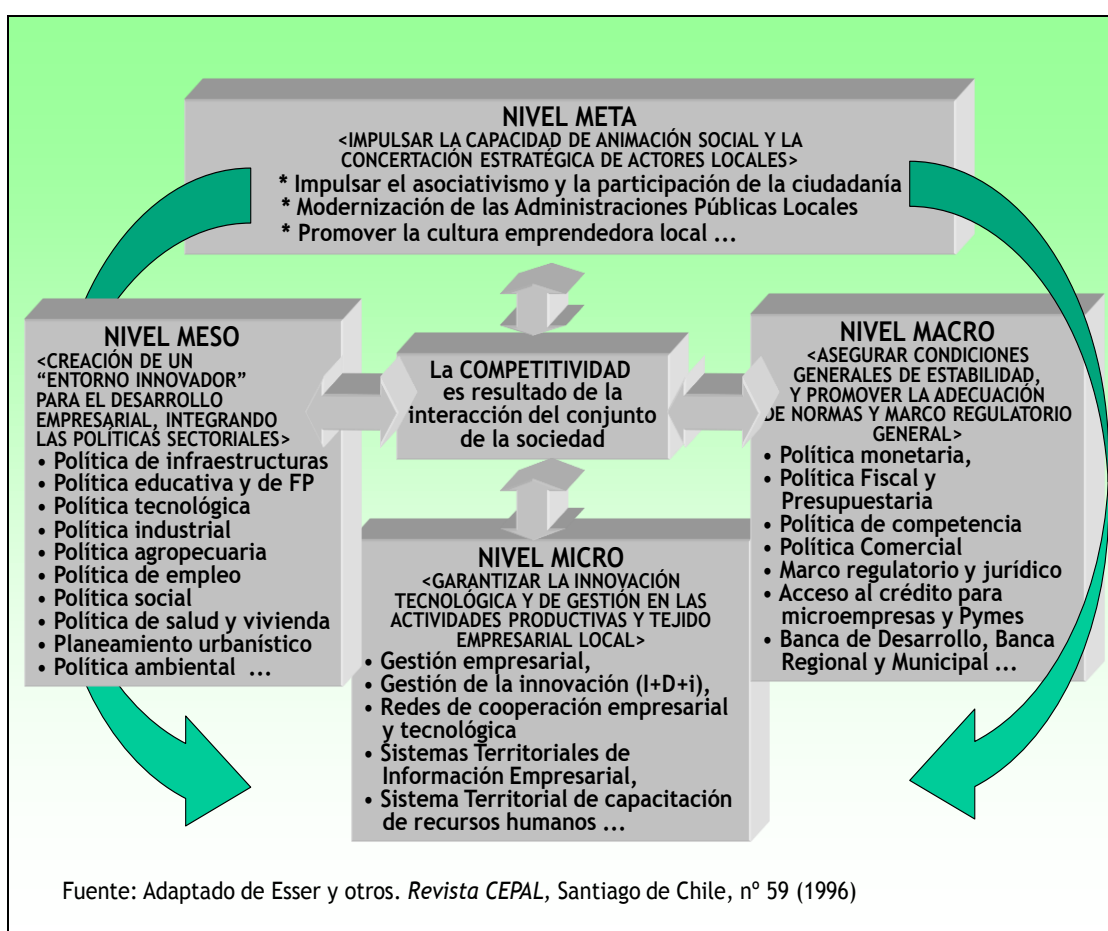 NIVEL META
<IMPULSAR LA CAPACIDAD DE ANIMACIÓN SOCIAL Y LA
CONCERTACIÓN ESTRATÉGICA DE ACTORES LOCALES>
* Impulsar el asociativismo y la participación de la ciudadanía
* Modernización de las Administraciones Públicas Locales
* Promover la cultura emprendedora local ...
NIVEL MESO
<CREACIÓN DE UN
“ENTORNO INNOVADOR”
PARA EL DESARROLLO
EMPRESARIAL, INTEGRANDO
LAS POLÍTICAS SECTORIALES>
• Política de infraestructuras
• Política educativa y de FP
• Política tecnológica
• Política industrial
• Política agropecuaria
• Política de empleo
• Política social
• Política de salud y vivienda
• Planeamiento urbanístico
• Política ambiental ...
La COMPETITIVIDAD
es resultado de la
interacción del conjunto
de la sociedad
NIVEL MACRO
<ASEGURAR CONDICIONES
GENERALES DE ESTABILIDAD,
Y PROMOVER LA ADECUACIÓN
DE NORMAS Y MARCO REGULATORIO
GENERAL>
• Política monetaria,
• Política Fiscal y
Presupuestaria
• Política de competencia
• Política Comercial
• Marco regulatorio y jurídico
• Acceso al crédito para
microempresas y Pymes
• Banca de Desarrollo, Banca
Regional y Municipal ...
NIVEL MICRO
<GARANTIZAR LA INNOVACIÓN
TECNOLÓGICA Y DE GESTIÓN EN LAS
ACTIVIDADES PRODUCTIVAS Y TEJIDO
EMPRESARIAL LOCAL>
• Gestión empresarial,
• Gestión de la innovación (I+D+i),
• Redes de cooperación empresarial
y tecnológica
• Sistemas Territoriales de
Información Empresarial,
• Sistema Territorial de capacitación
de recursos humanos ...
Fuente: Adaptado de Esser y otros. Revista CEPAL, Santiago de Chile, nº 59 (1996)